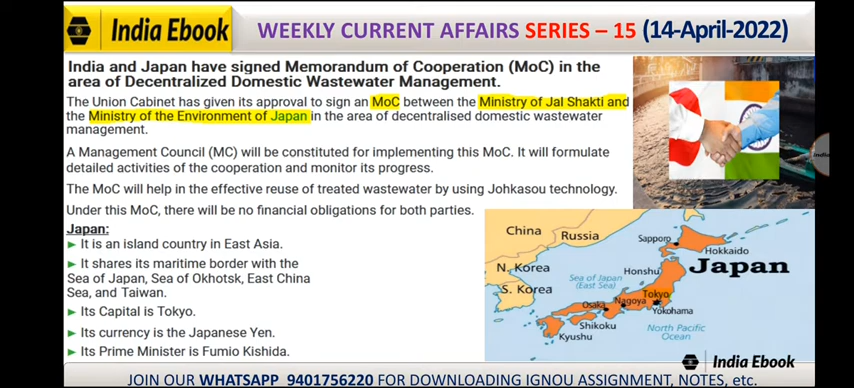 India Ebook
WEEKLY CURRENT AFFAIRS SERIES – 15 (14-April-2022)
India and Japan have signed Memorandum of Cooperation (MoC) in the
area of Decentralized Domestic Wastewater Management.
The Union Cabinet has given its approval to sign an MoC between the Ministry of Jal Shakti and
the Ministry of the Environment of Japan in the area of decentralised domestic wastewater
management.
A Management Council (MC) will be constituted for implementing this MoC. It will formulate
detailed activities of the cooperation and monitor its progress.
The MoC will help in the effective reuse of treated wastewater by using Johkasou technology.
Under this MoC, there will be no financial obligations for both parties.
Japan:
► It is an island country in East Asia.
► It shares its maritime border with the
Sea of Japan, Sea of Okhotsk, East China
Sea, and Taiwan.
► Its Capital is Tokyo.
► Its currency is the Japanese Yen.
► Its Prime Minister is Fumio Kishida.
India
China
Russia
Sapporo
Hokkaido
N. Korea
Honshu
Japan
Sea of Japan
(East Sea)
S. Korea
Tokyo
Osaka
Nagoya
Yokohama
Shikoku
North Pacific
Ocean
Kyushu
India Ebook
JOIN OUR WHATSAPP 9401756220 FOR DOWNLOADING IGNOU ASSIGNMENT, NOTES, etc.